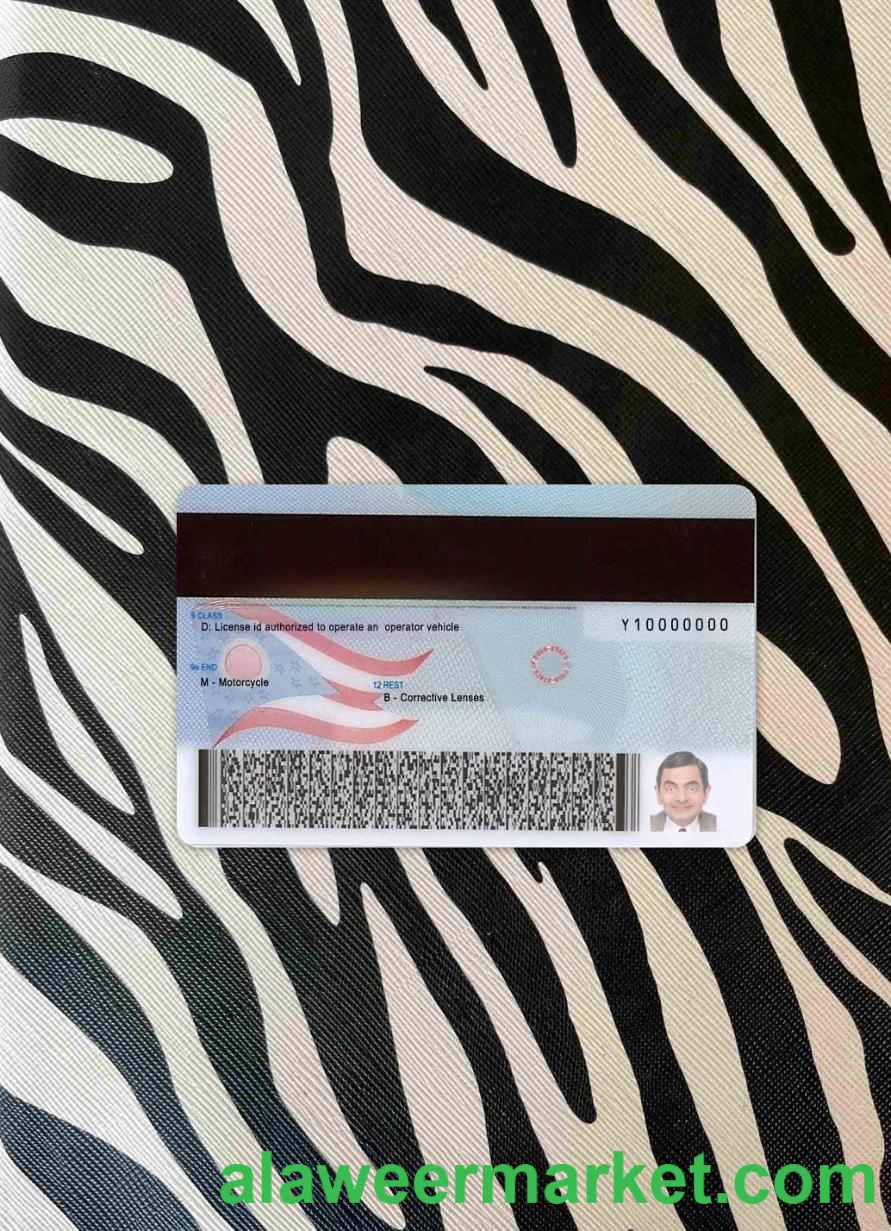 9 CLASS
D: License id authorized to operate an operator vehicle
Y10000000
9a END
M - Motorcycle
12 REST
B - Corrective Lenses
alaweermarket.com